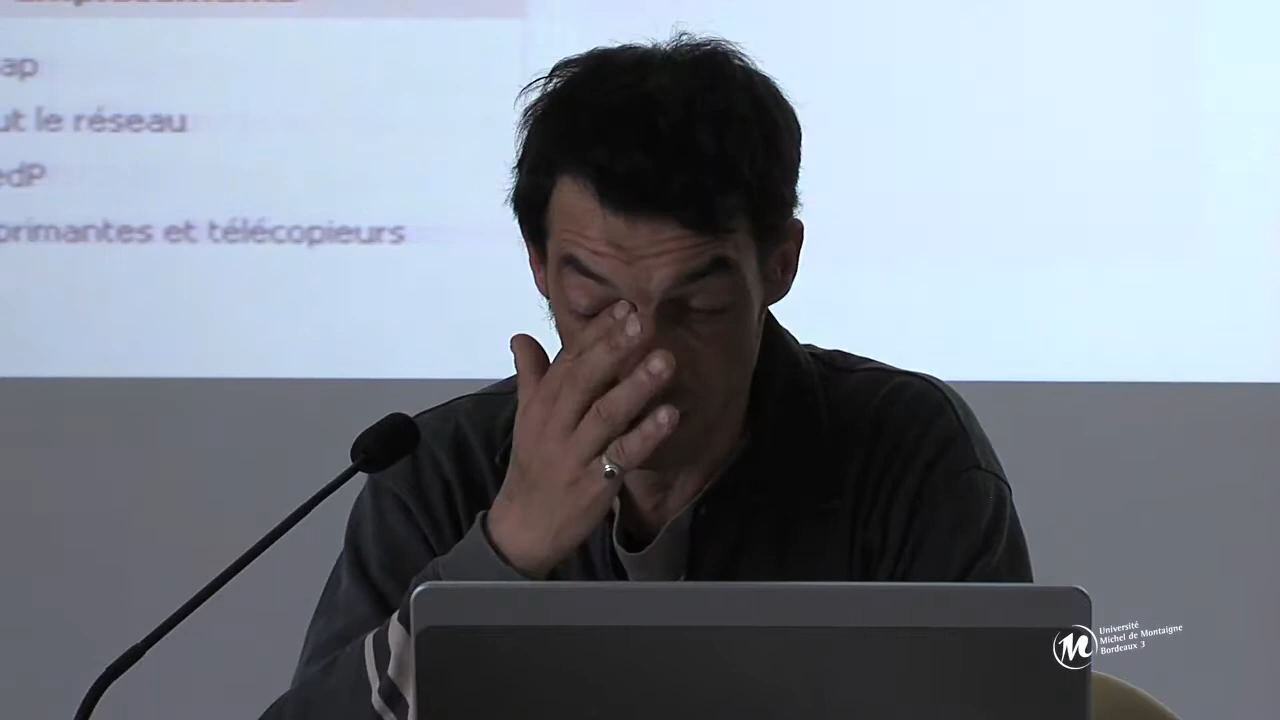 ap
ut le réseau
edP
primantes et télécopieurs
Université
Michel de Montaigne
Bordeaux 3